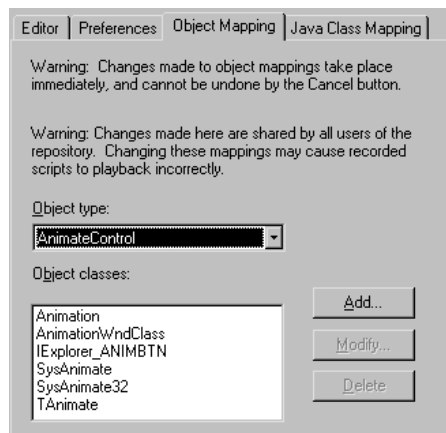 Editor Preferences Object Mapping Java Class Mapping
Warning: Changes made to object mappings take place
immediately, and cannot be undone by the Cancel button.
Warning: Changes made here are shared by all users of the
repository. Changing these mappings may cause recorded
scripts to playback incorrectly.
Object type:
AnimateControl
Object classes:
Animation
AnimationWndClass
IExplorer_ANIMBTN
SysAnimate
SysAnimate32
TAnimate
Add...
Modify...
Delete